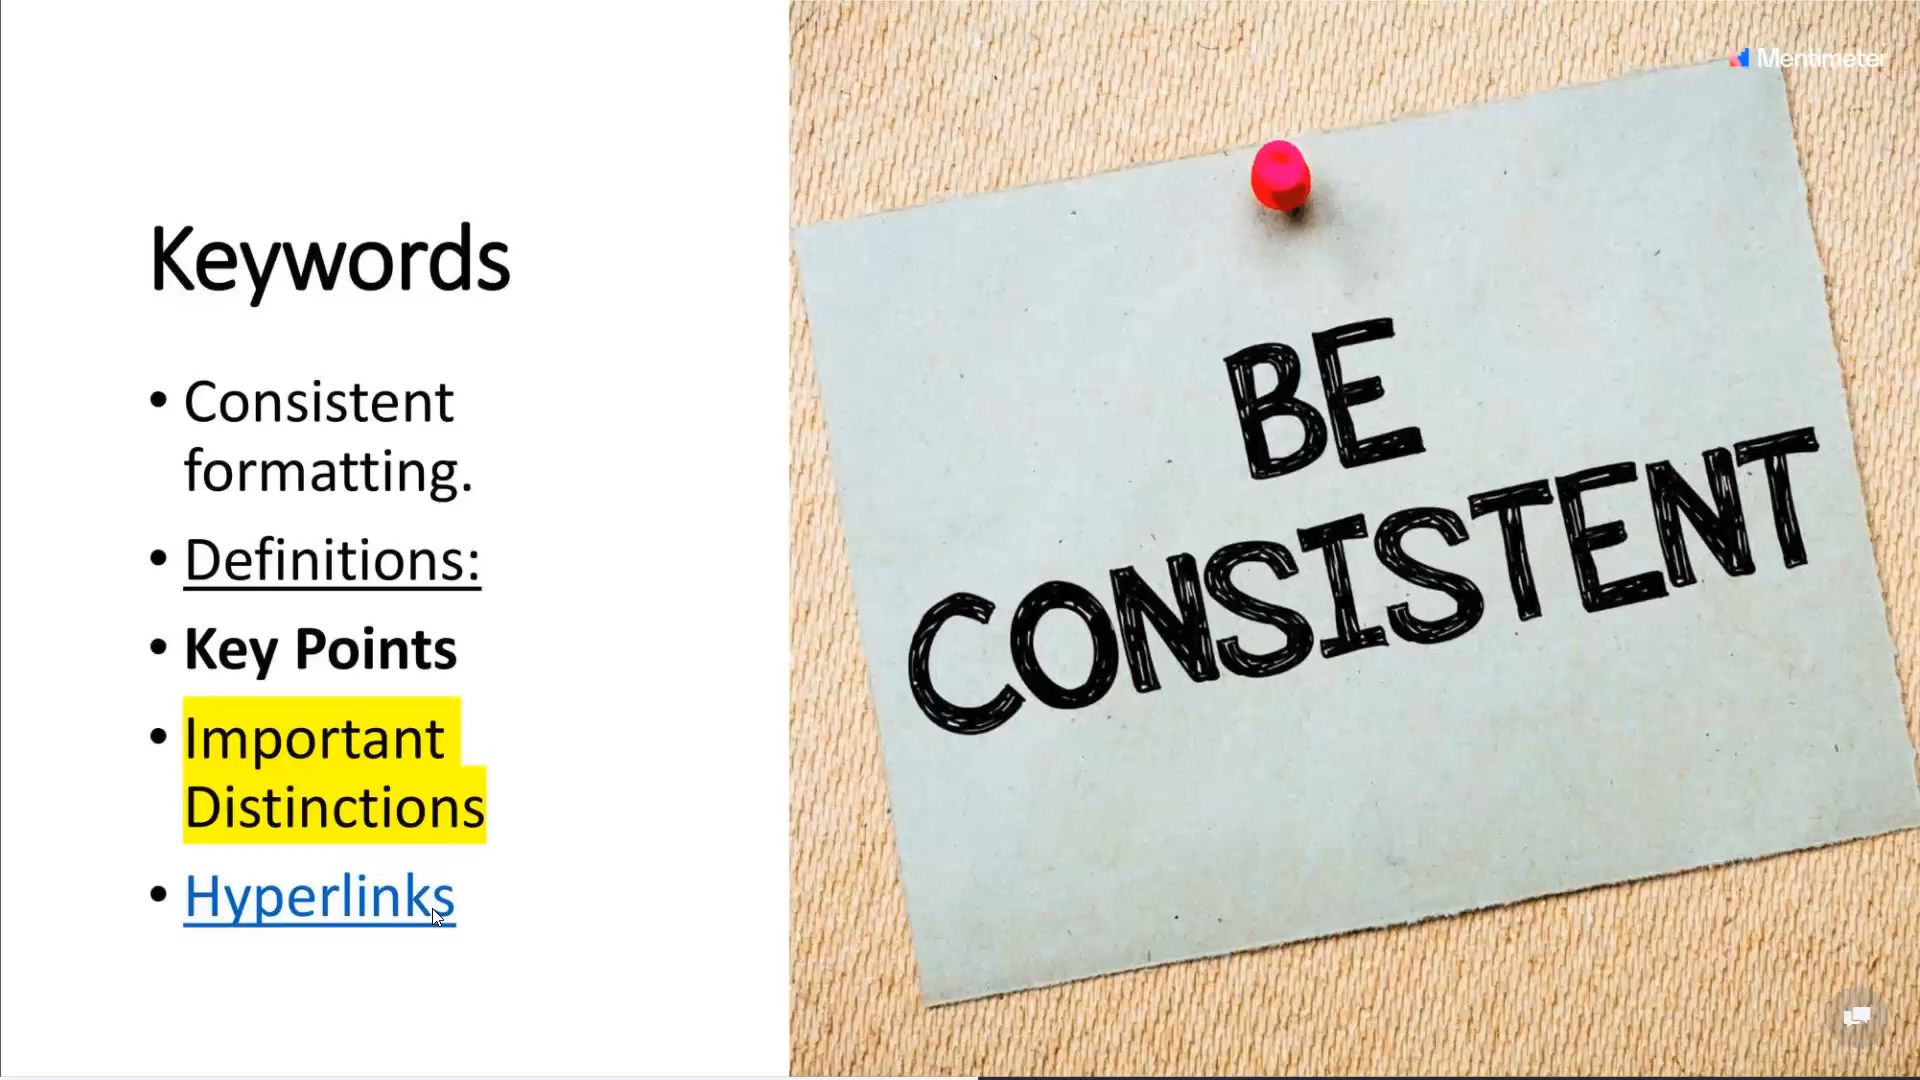 Keywords
• Consistent
formatting.
• Definitions:
• Key Points
• Important
Distinctions
• Hyperlinks
Mentimeter
BE
CONSISTENT